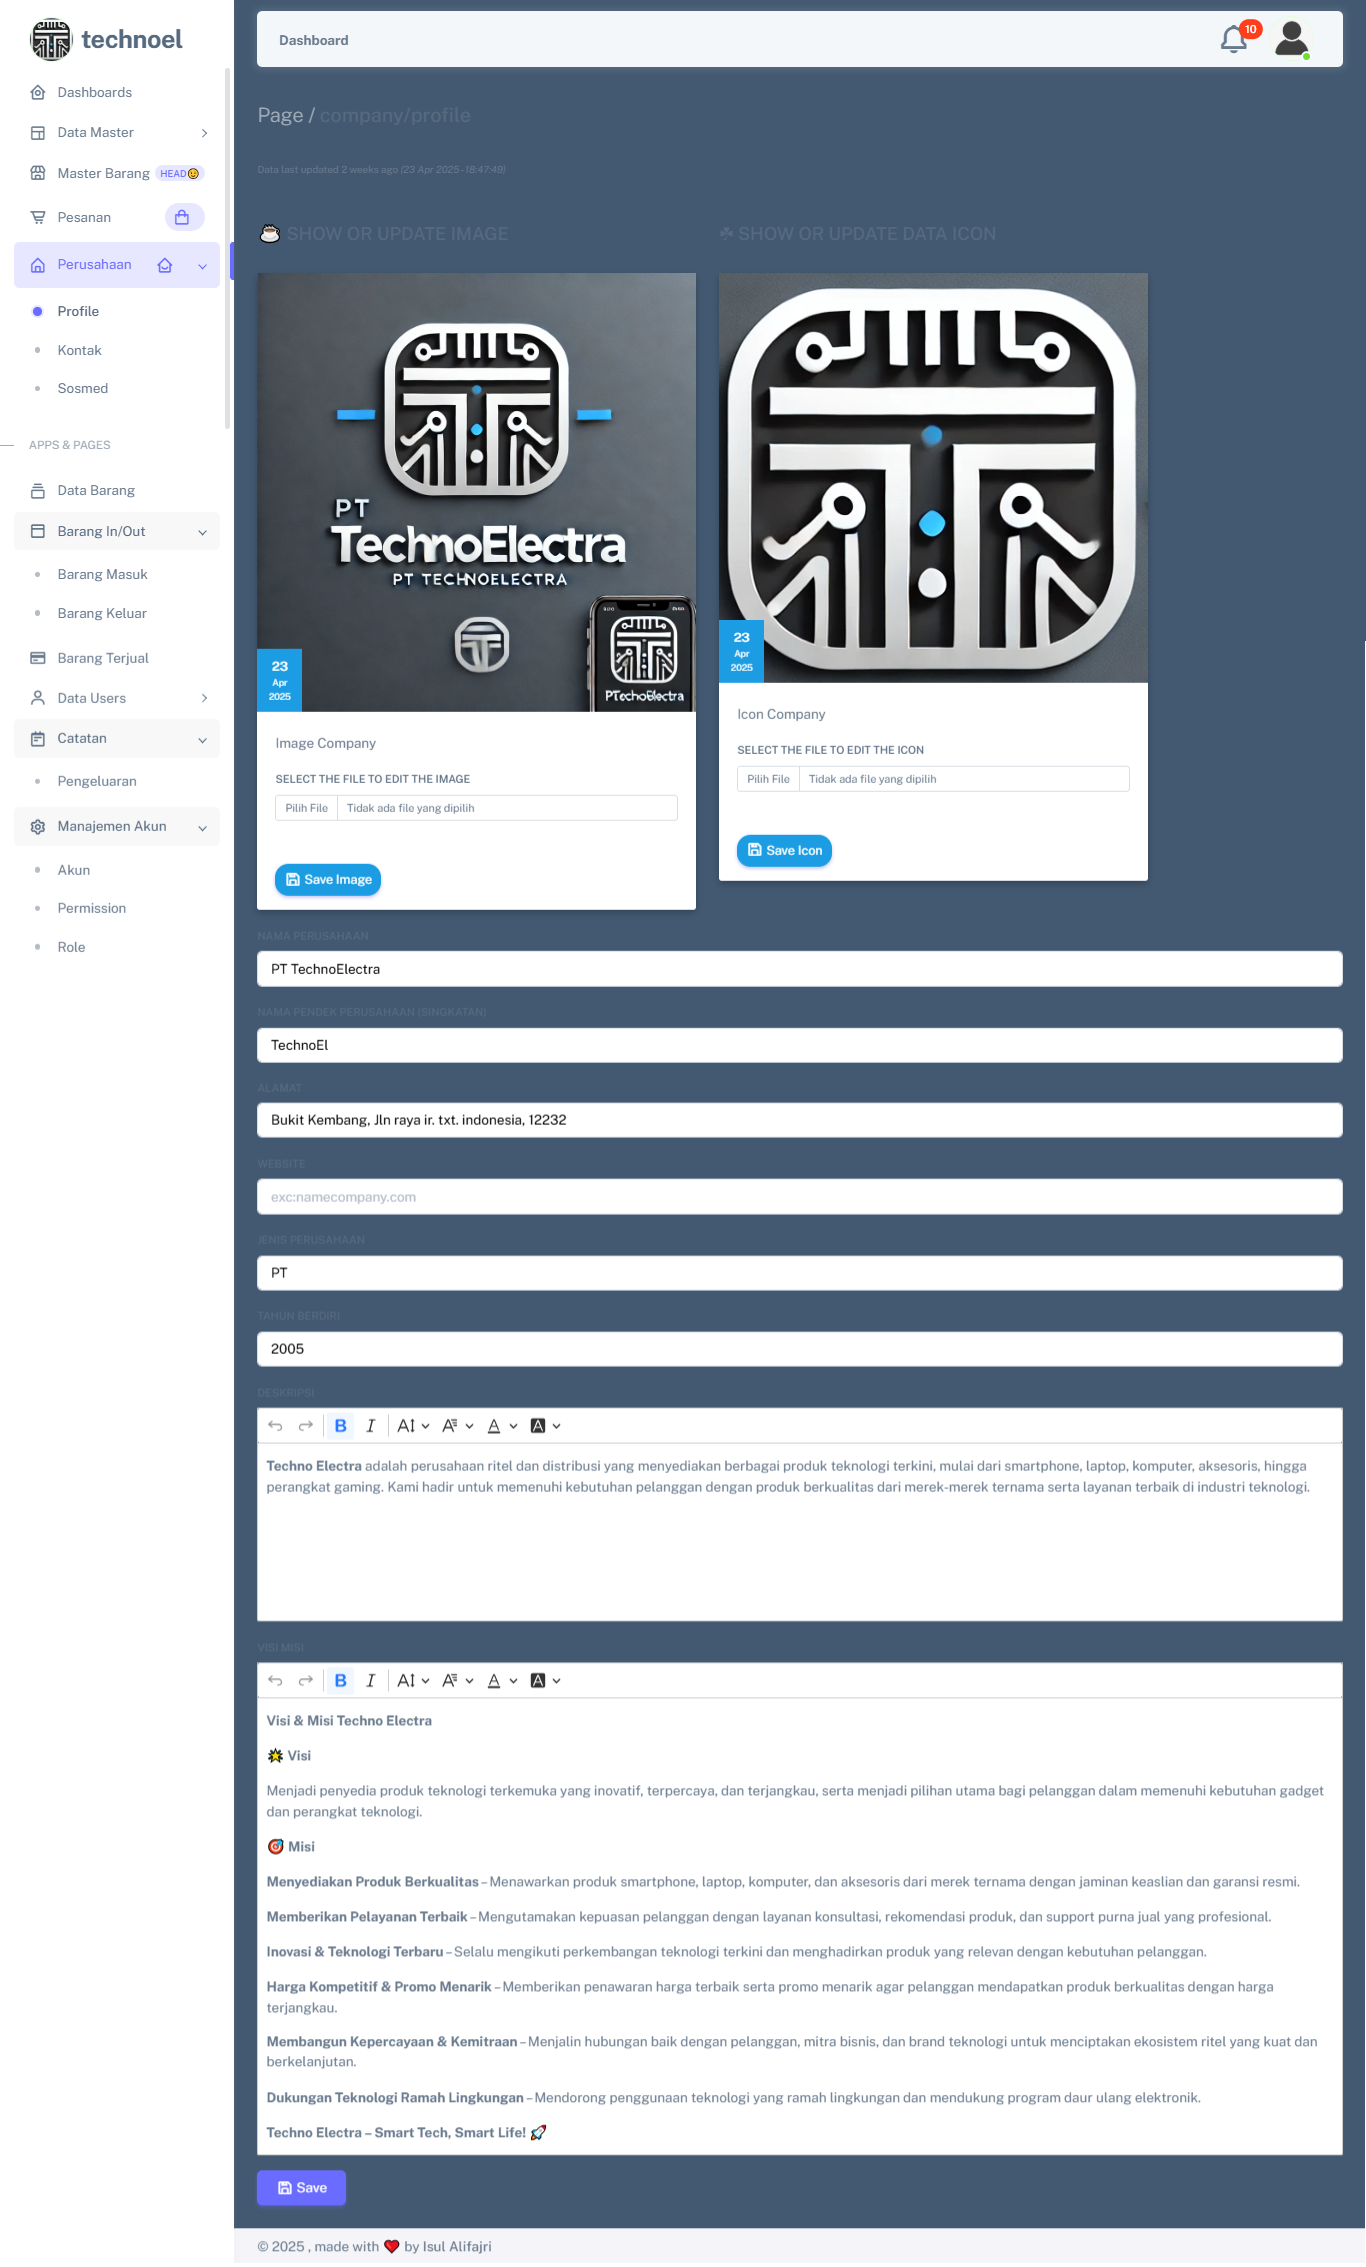 technoel
Dashboards
Data Master
Master Barang HEAD
Pesanan
Perusahaan
Profile
Kontak
Sosmed
APPS & PAGES
Data Barang
Barang In/Out
Barang Masuk
Barang Keluar
Barang Terjual
Data Users
Catatan
Pengeluaran
Manajemen Akun
Akun
Permission
Role
Dashboard
10
Page / company/profile
Data last updated 2 weeks ago (23 Apr 2025 - 18:47:49)
☕ SHOW OR UPDATE IMAGE
PT
TechnoElectra
PT TECHNOELECTRA
PTechoBlectra
23
Apr
2025
Image Company
SELECT THE FILE TO EDIT THE IMAGE
Pilih File Tidak ada file yang dipilih
Save Image
☘ SHOW OR UPDATE DATA ICON
23
Apr
2025
Icon Company
SELECT THE FILE TO EDIT THE ICON
Pilih File Tidak ada file yang dipilih
Save Icon
NAMA PERUSAHAAN
PT TechnoElectra
NAMA PENDEK PERUSAHAAN (SINGKATAN)
TechnoEl
ALAMAT
Bukit Kembang, Jln raya ir. txt. indonesia, 12232
WEBSITE
exc:namecompany.com
JENIS PERUSAHAAN
PT
TAHUN BERDIRI
2005
DESKRIPSI
B I A A A A
Techno Electra adalah perusahaan ritel dan distribusi yang menyediakan berbagai produk teknologi terkini, mulai dari smartphone, laptop, komputer, aksesoris, hingga
perangkat gaming. Kami hadir untuk memenuhi kebutuhan pelanggan dengan produk berkualitas dari merek-merek ternama serta layanan terbaik di industri teknologi.
VISI MISI
B I A A A A
Visi & Misi Techno Electra
🌟 Visi
Menjadi penyedia produk teknologi terkemuka yang inovatif, terpercaya, dan terjangkau, serta menjadi pilihan utama bagi pelanggan dalam memenuhi kebutuhan gadget
dan perangkat teknologi.
🎯 Misi
Menyediakan Produk Berkualitas – Menawarkan produk smartphone, laptop, komputer, dan aksesoris dari merek ternama dengan jaminan keaslian dan garansi resmi.
Memberikan Pelayanan Terbaik – Mengutamakan kepuasan pelanggan dengan layanan konsultasi, rekomendasi produk, dan support purna jual yang profesional.
Inovasi & Teknologi Terbaru – Selalu mengikuti perkembangan teknologi terkini dan menghadirkan produk yang relevan dengan kebutuhan pelanggan.
Harga Kompetitif & Promo Menarik – Memberikan penawaran harga terbaik serta promo menarik agar pelanggan mendapatkan produk berkualitas dengan harga
terjangkau.
Membangun Kepercayaan & Kemitraan – Menjalin hubungan baik dengan pelanggan, mitra bisnis, dan brand teknologi untuk menciptakan ekosistem ritel yang kuat dan
berkelanjutan.
Dukungan Teknologi Ramah Lingkungan – Mendorong penggunaan teknologi yang ramah lingkungan dan mendukung program daur ulang elektronik.
Techno Electra – Smart Tech, Smart Life! 🚀
Save
© 2025 , made with ❤️ by Isul Alifajri